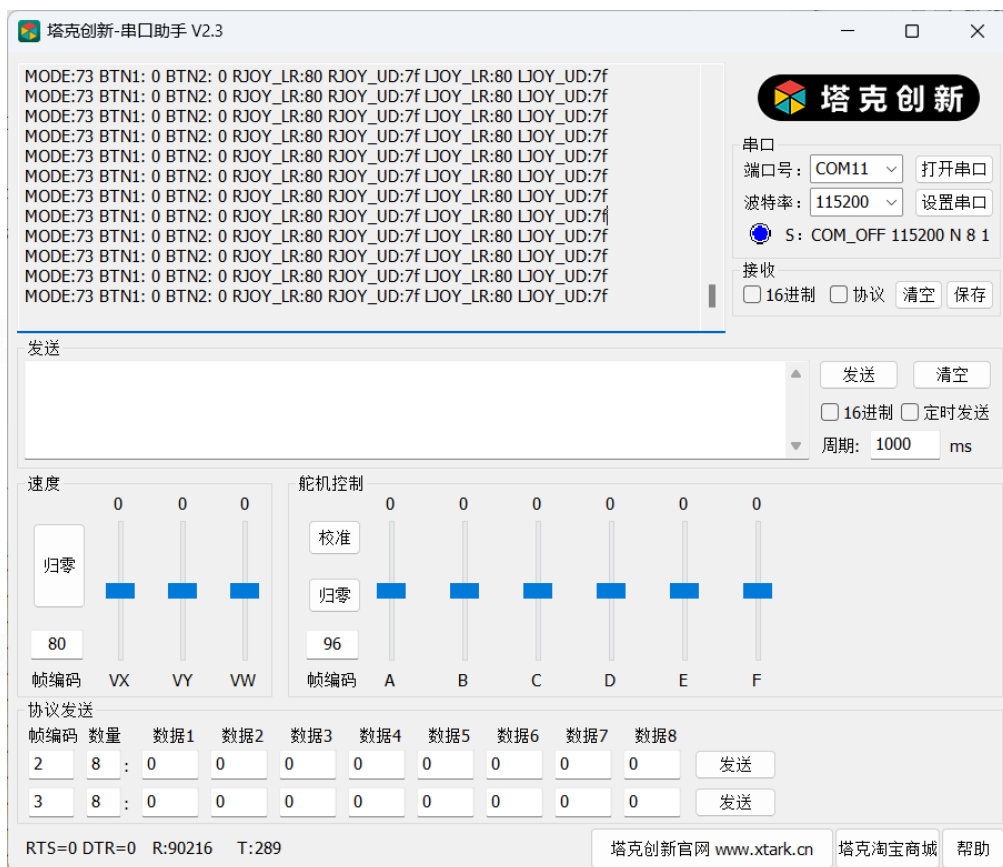 塔克创新-串口助手 V2.3
MODE:73 BTN1: 0 BTN2: 0 RJOY_LR:80 RJOY_UD:7f LJOY_LR:80 LJOY_UD:7f
MODE:73 BTN1: 0 BTN2: 0 RJOY_LR:80 RJOY_UD:7f LJOY_LR:80 LJOY_UD:7f
MODE:73 BTN1: 0 BTN2: 0 RJOY_LR:80 RJOY_UD:7f LJOY_LR:80 LJOY_UD:7f
MODE:73 BTN1: 0 BTN2: 0 RJOY_LR:80 RJOY_UD:7f LJOY_LR:80 LJOY_UD:7f
MODE:73 BTN1: 0 BTN2: 0 RJOY_LR:80 RJOY_UD:7f LJOY_LR:80 LJOY_UD:7f
MODE:73 BTN1: 0 BTN2: 0 RJOY_LR:80 RJOY_UD:7f LJOY_LR:80 LJOY_UD:7f
MODE:73 BTN1: 0 BTN2: 0 RJOY_LR:80 RJOY_UD:7f LJOY_LR:80 LJOY_UD:7f
MODE:73 BTN1: 0 BTN2: 0 RJOY_LR:80 RJOY_UD:7f LJOY_LR:80 LJOY_UD:7f
MODE:73 BTN1: 0 BTN2: 0 RJOY_LR:80 RJOY_UD:7f LJOY_LR:80 LJOY_UD:7f
MODE:73 BTN1: 0 BTN2: 0 RJOY_LR:80 RJOY_UD:7f LJOY_LR:80 LJOY_UD:7f
MODE:73 BTN1: 0 BTN2: 0 RJOY_LR:80 RJOY_UD:7f LJOY_LR:80 LJOY_UD:7f
MODE:73 BTN1: 0 BTN2: 0 RJOY_LR:80 RJOY_UD:7f LJOY_LR:80 LJOY_UD:7f
塔克创新
串口
端口号: COM11 打开串口
波特率: 115200 设置串口
S: COM_OFF 115200 N 8 1
接收
16进制 协议 清空 保存
发送
发送 清空
16进制 定时发送
周期: 1000 ms
速度
0 0 0
归零
80
帧编码 VX VY VW
舵机控制
0 0 0 0 0 0
校准
归零
96
帧编码 A B C D E F
协议发送
帧编码 数量 数据1 数据2 数据3 数据4 数据5 数据6 数据7 数据8
2 8 : 0 0 0 0 0 0 0 0 发送
3 8 : 0 0 0 0 0 0 0 0 发送
RTS=0 DTR=0 R:90216 T:289 塔克创新官网 www.xtark.cn 塔克淘宝商城 帮助